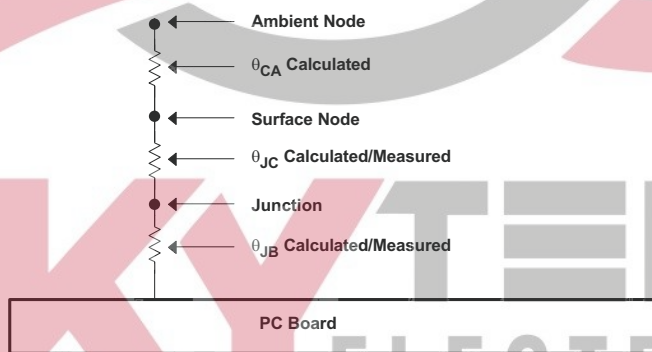 Ambient Node
θCA Calculated
Surface Node
θJC Calculated/Measured
Junction
θJB Calculated/Measured
PC Board